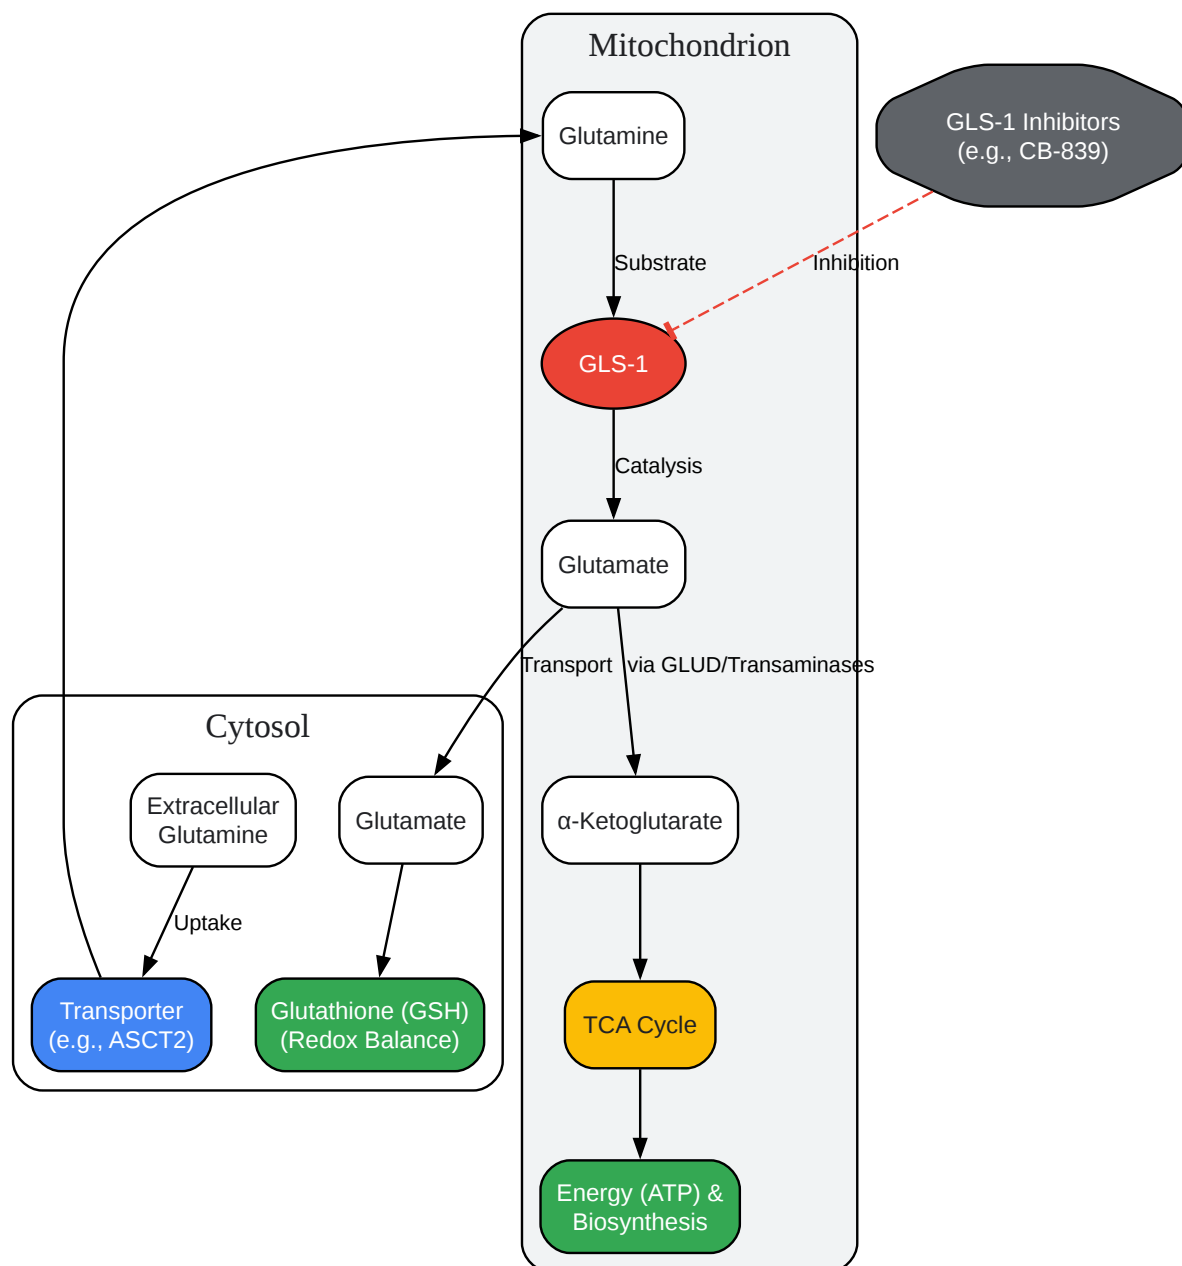 Mitochondrion
Glutamine
GLS-1 Inhibitors
(e.g., CB-839)
Substrate
Inhibition
GLS-1
Catalysis
Glutamate
Transport
via GLUD/Transaminases
Cytosol
Extracellular
Glutamine
Glutamate
α-Ketoglutarate
Uptake
Transporter
(e.g., ASCT2)
Glutathione (GSH)
(Redox Balance)
TCA Cycle
Energy (ATP) &
Biosynthesis